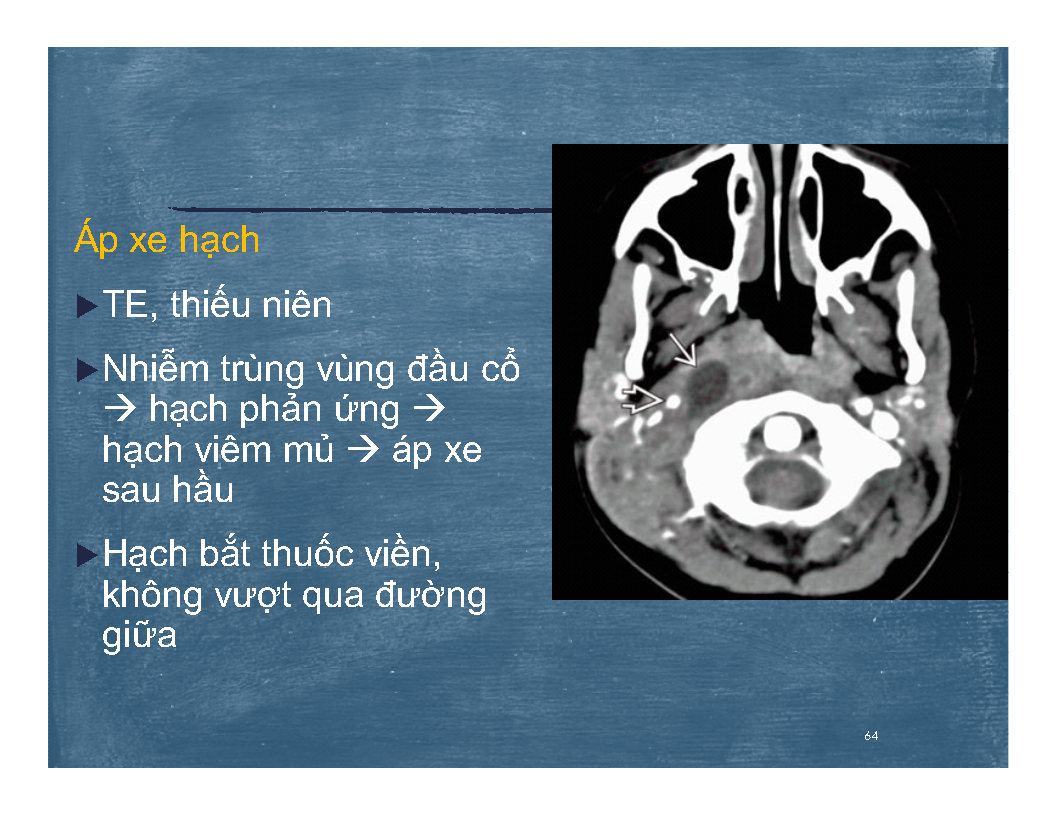 Áp xe hạch
▶TE, thiếu niên
▶Nhiễm trùng vùng đầu cổ
→ hạch phản ứng →
hạch viêm mủ → áp xe
sau hầu
▶Hạch bắt thuốc viền,
không vượt qua đường
giữa
64